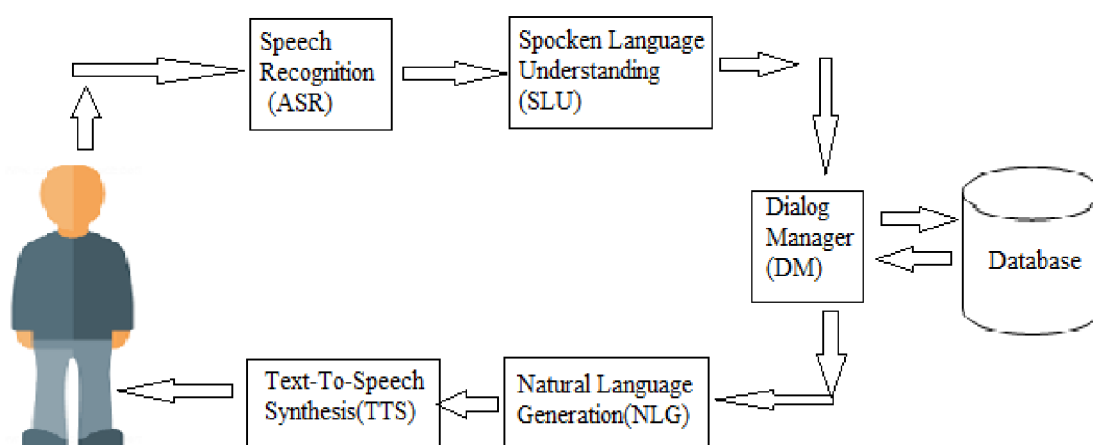 Speech
Recognition
(ASR)
Spocken Language
Understanding
(SLU)
Dialog
Manager
(DM)
Database
Natural Language
Generation(NLG)
Text-To-Speech
Synthesis(TTS)